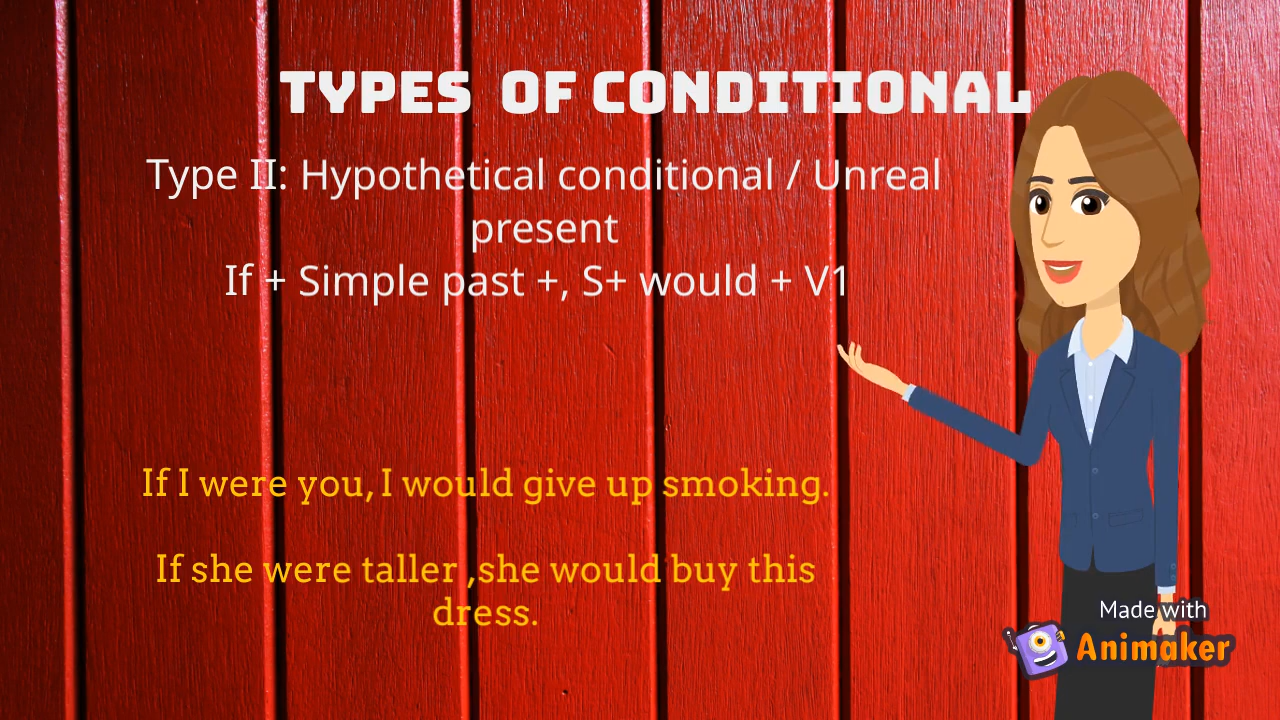 TYPES OF CONDITIONAL
Type II: Hypothetical conditional / Unreal
present
If + Simple past +, S+ would + V1
If I were you, I would give up smoking.
If she were taller ,she would buy this
dress.
Made with
Animaker